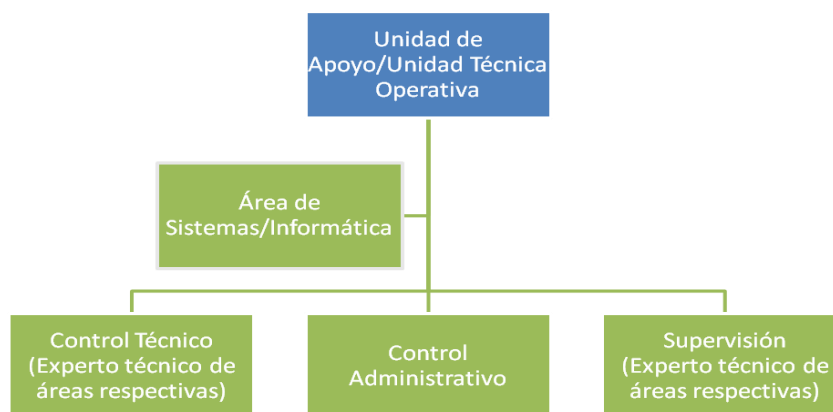 Unidad de
Apoyo/Unidad Técnica
Operativa
Área de
Sistemas/Informática
Control Técnico
(Experto técnico de
áreas respectivas)
Control
Administrativo
Supervisión
(Experto técnico de
áreas respectivas)